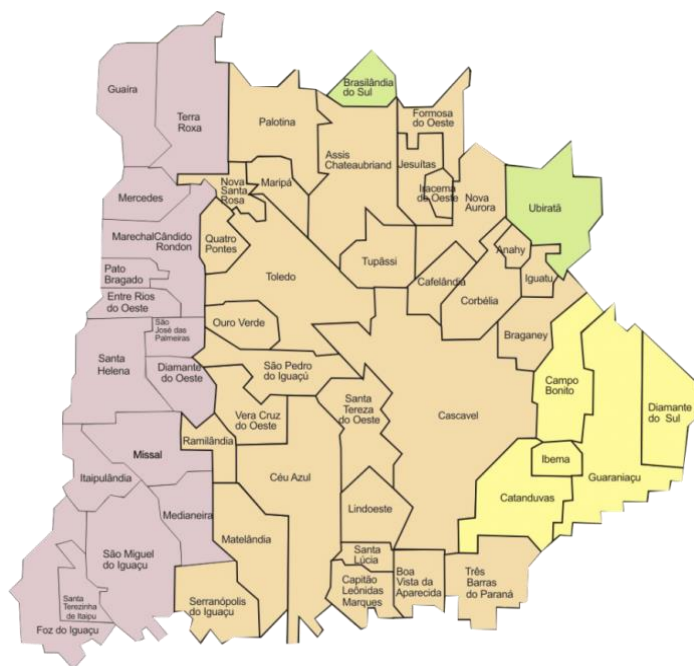 Brasilândia
do Sul
Guaíra
Terra
Roxa
Palotina
Formosa
do Oeste
Assis
Chateaubriand
Jesuítas
Nova
Santa
Rosa
Maripá
Iracema
do Oeste
Nova
Aurora
Mercedes
Ubiratã
Marechal Cândido
Rondon
Quatro
Pontes
Anahy
Tupãssi
Toledo
Pato
Bragado
Cafelândia
Iguatu
Corbélia
Entre Rios
do Oeste
Ouro Verde
São
José das
Palmeiras
Braganey
Santa
Helena
Diamante
do Oeste
São Pedro
do Iguaçú
Campo
Bonito
Santa
Tereza
do Oeste
Vera Cruz
do Oeste
Cascavel
Diamante
do Sul
Ramilândia
Missal
Ibema
Itaipulândia
Céu Azul
Guaraniaçu
Catanduvas
Lindoeste
Medianeira
Matelândia
São Miguel
do Iguaçu
Santa
Lúcia
Boa
Vista da
Aparecida
Três
Barras
do Paraná
Capitão
Leônidas
Marques
Serranópolis
do Iguaçu
Santa
Terezinha
de Itaipu
Foz do Iguaçu